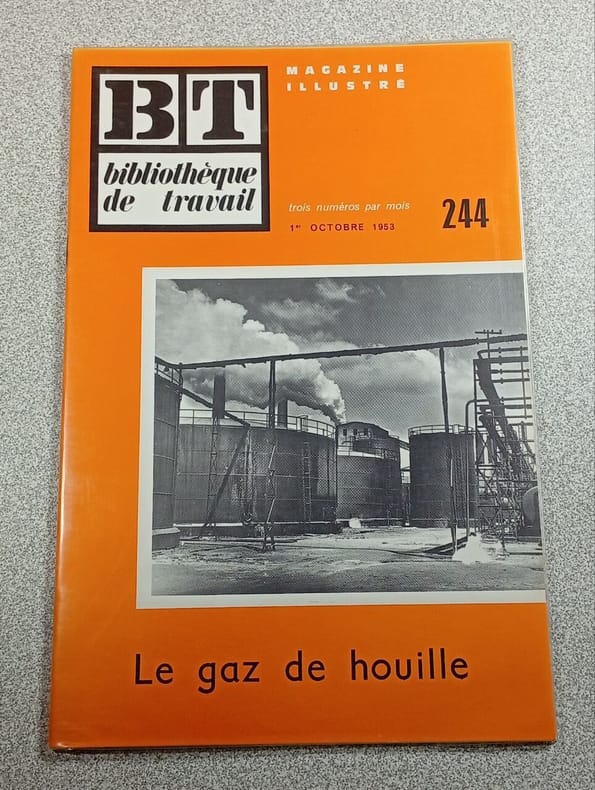 BT
bibliothèque
de travail
MAGAZINE
ILLUSTRÉ
trois numéros par mois
1er OCTOBRE 1953
244
Le gaz de houille